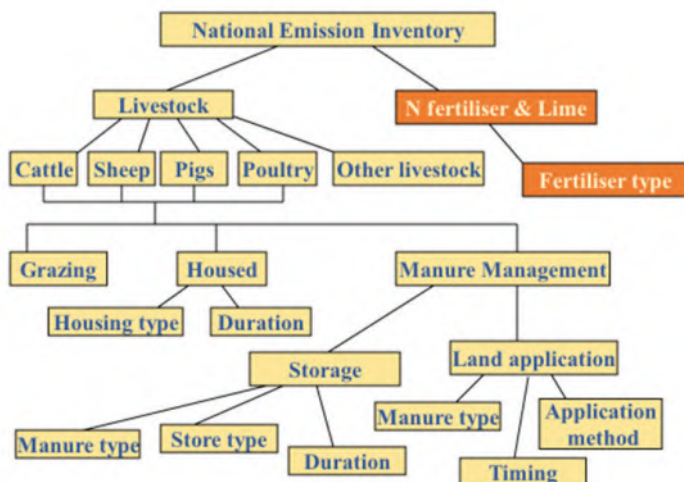 National Emission Inventory
Livestock
N fertiliser & Lime
Cattle
Sheep
Pigs
Poultry
Other livestock
Fertiliser type
Grazing
Housed
Manure Management
Housing type
Duration
Storage
Land application
Manure type
Store type
Duration
Manure type
Application
method
Timing